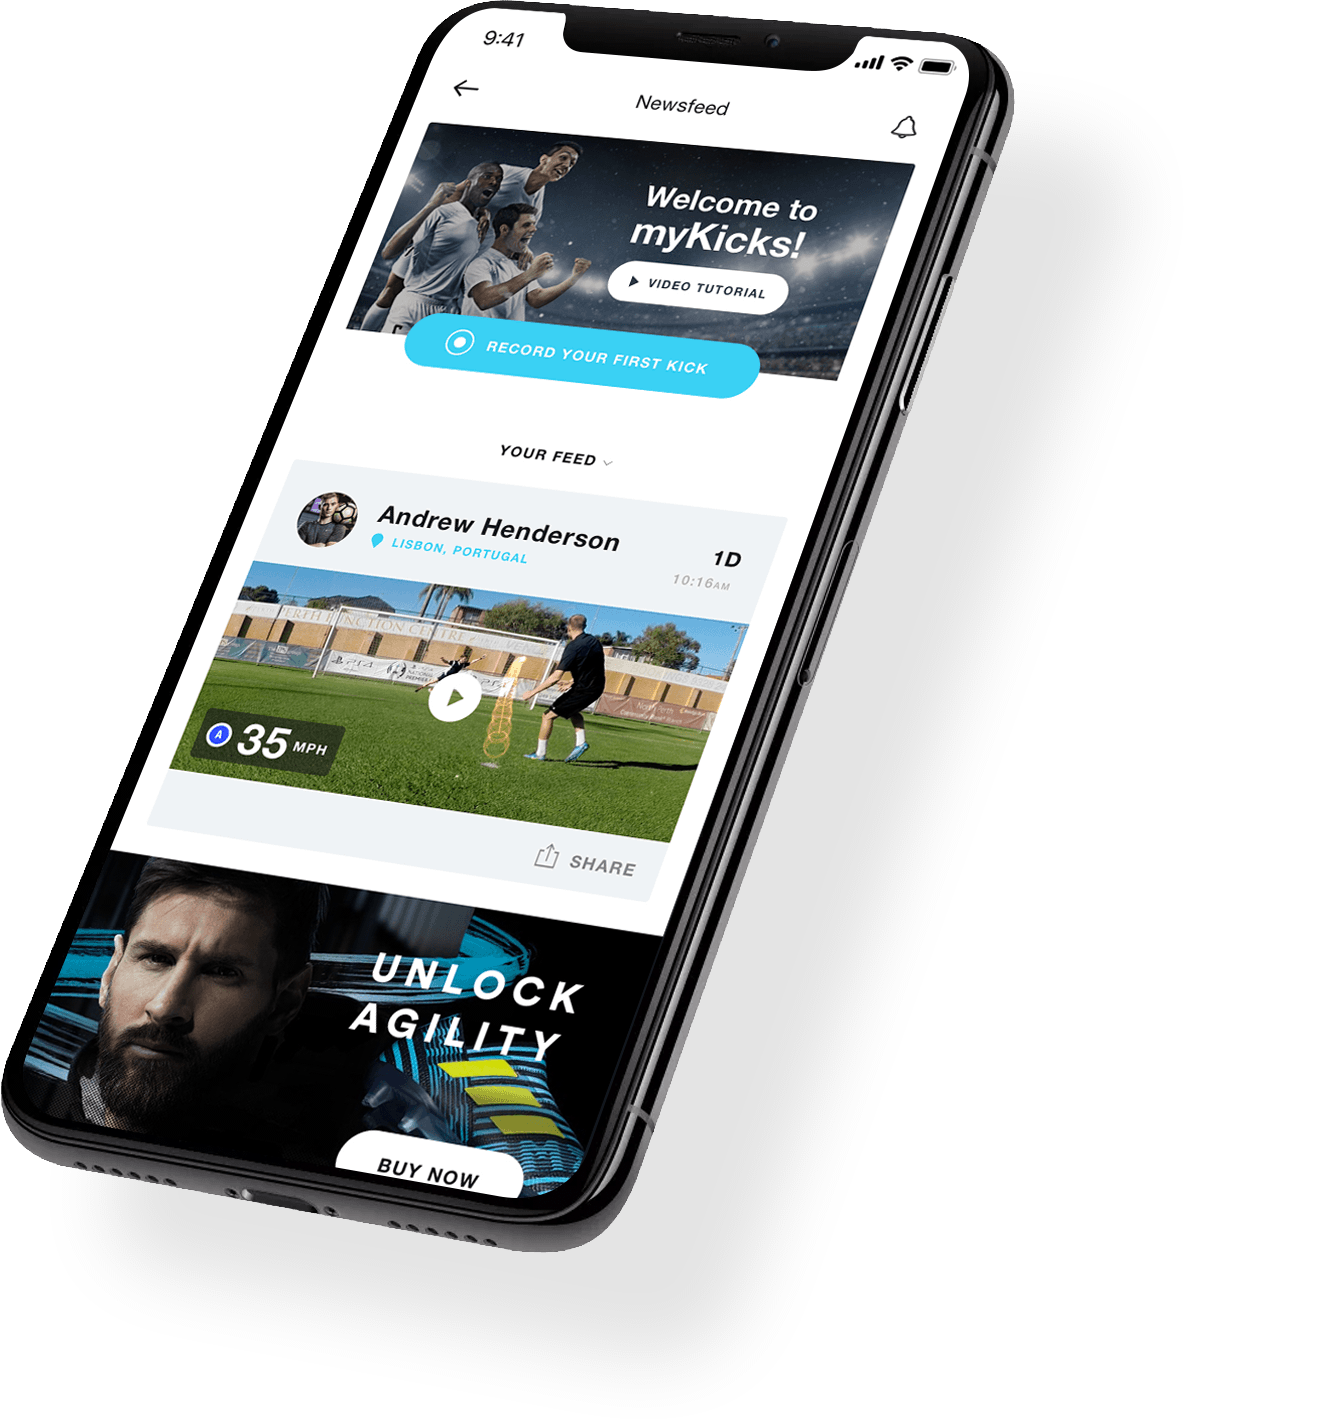 9:41
Newsfeed
Welcome to
myKicks!
VIDEO TUTORIAL
RECORD YOUR FIRST KICK
YOUR FEED
Andrew Henderson
LISBON, PORTUGAL
1D
10:16AM
PS4
A 35 MPH
SHARE
UNLOCK
AGILITY
BUY NOW